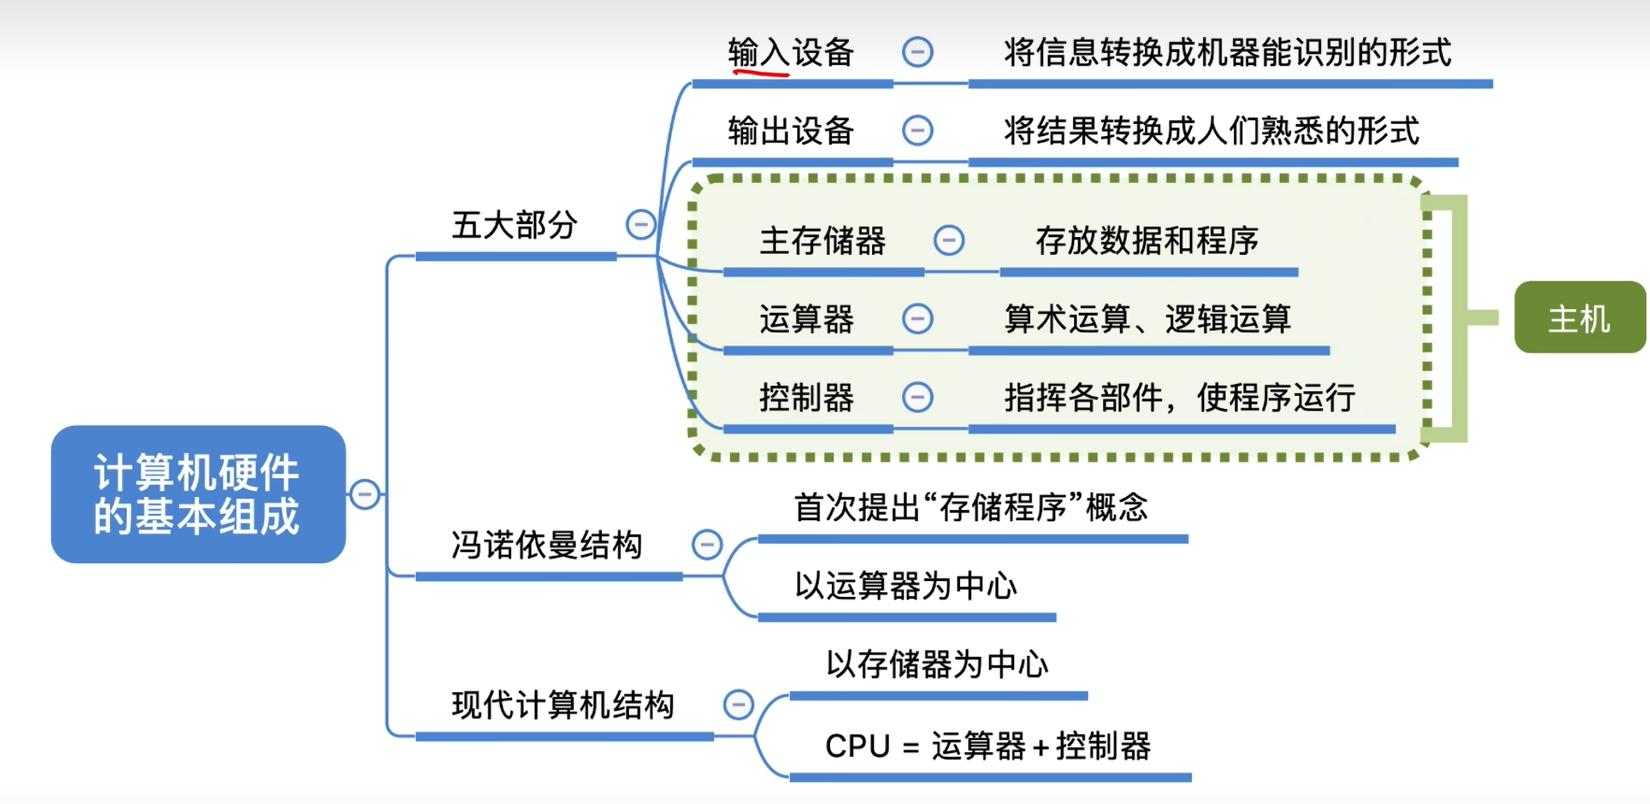 输入设备
将信息转换成机器能识别的形式
输出设备
将结果转换成人们熟悉的形式
五大部分
主存储器
存放数据和程序
运算器
算术运算、逻辑运算
控制器
指挥各部件，使程序运行
主机
计算机硬件
的基本组成
冯诺依曼结构
首次提出“存储程序”概念
以运算器为中心
现代计算机结构
以存储器为中心
CPU = 运算器+控制器